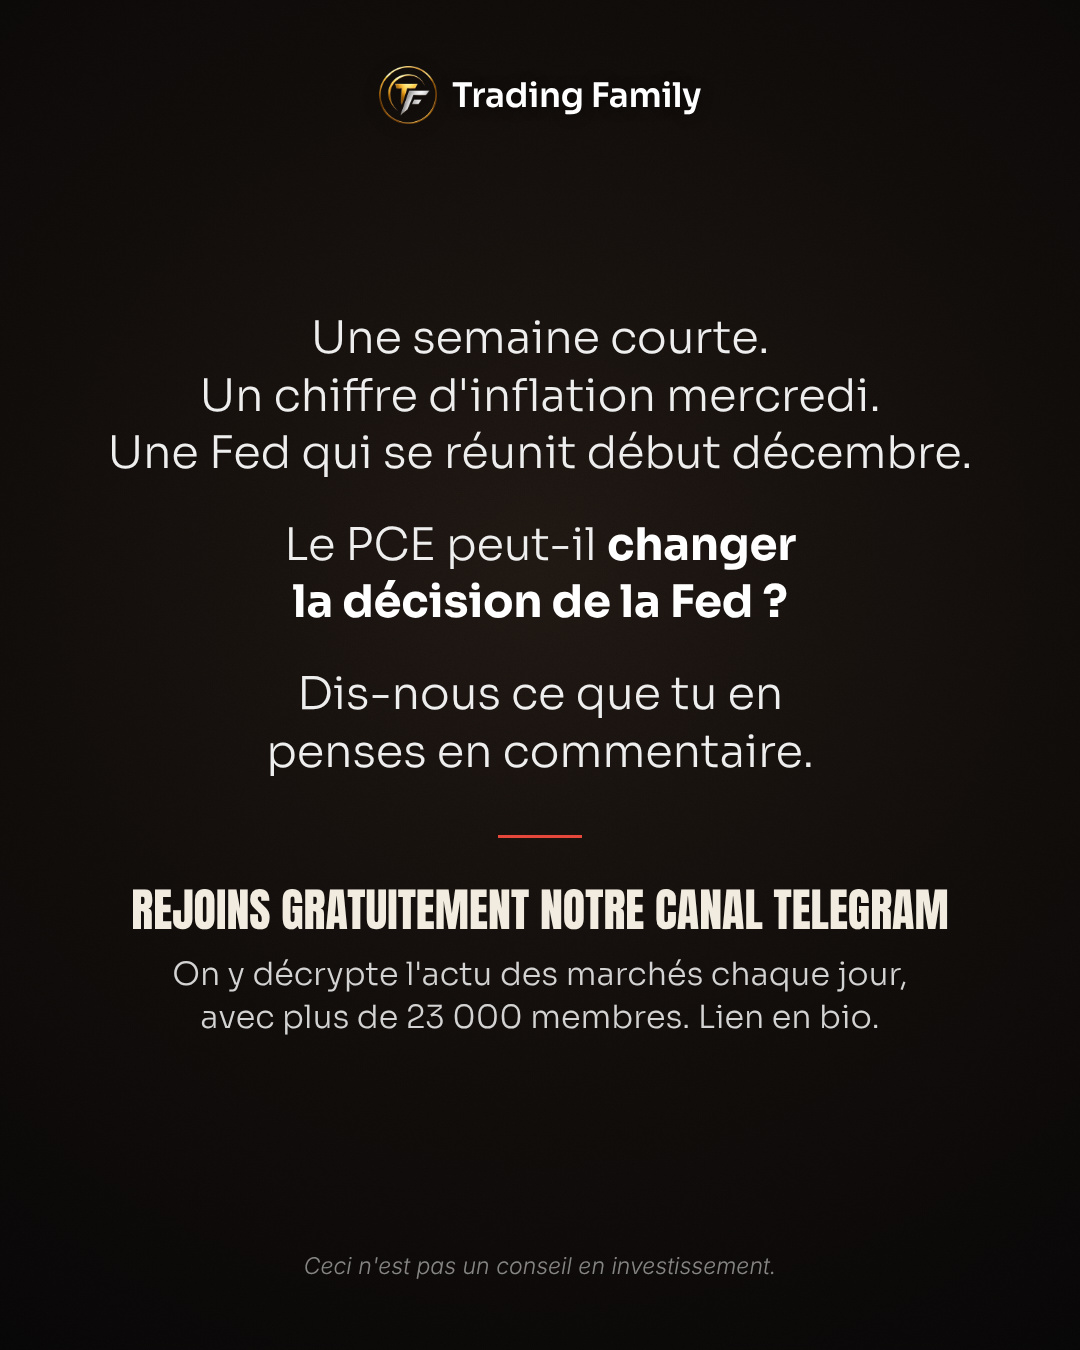 TF Trading Family
Une semaine courte.
Un chiffre d'inflation mercredi.
Une Fed qui se réunit début décembre.
Le PCE peut-il changer
la décision de la Fed ?
Dis-nous ce que tu en
penses en commentaire.
REJOINS GRATUITEMENT NOTRE CANAL TELEGRAM
On y décrypte l'actu des marchés chaque jour,
avec plus de 23 000 membres. Lien en bio.
Ceci n'est pas un conseil en investissement.